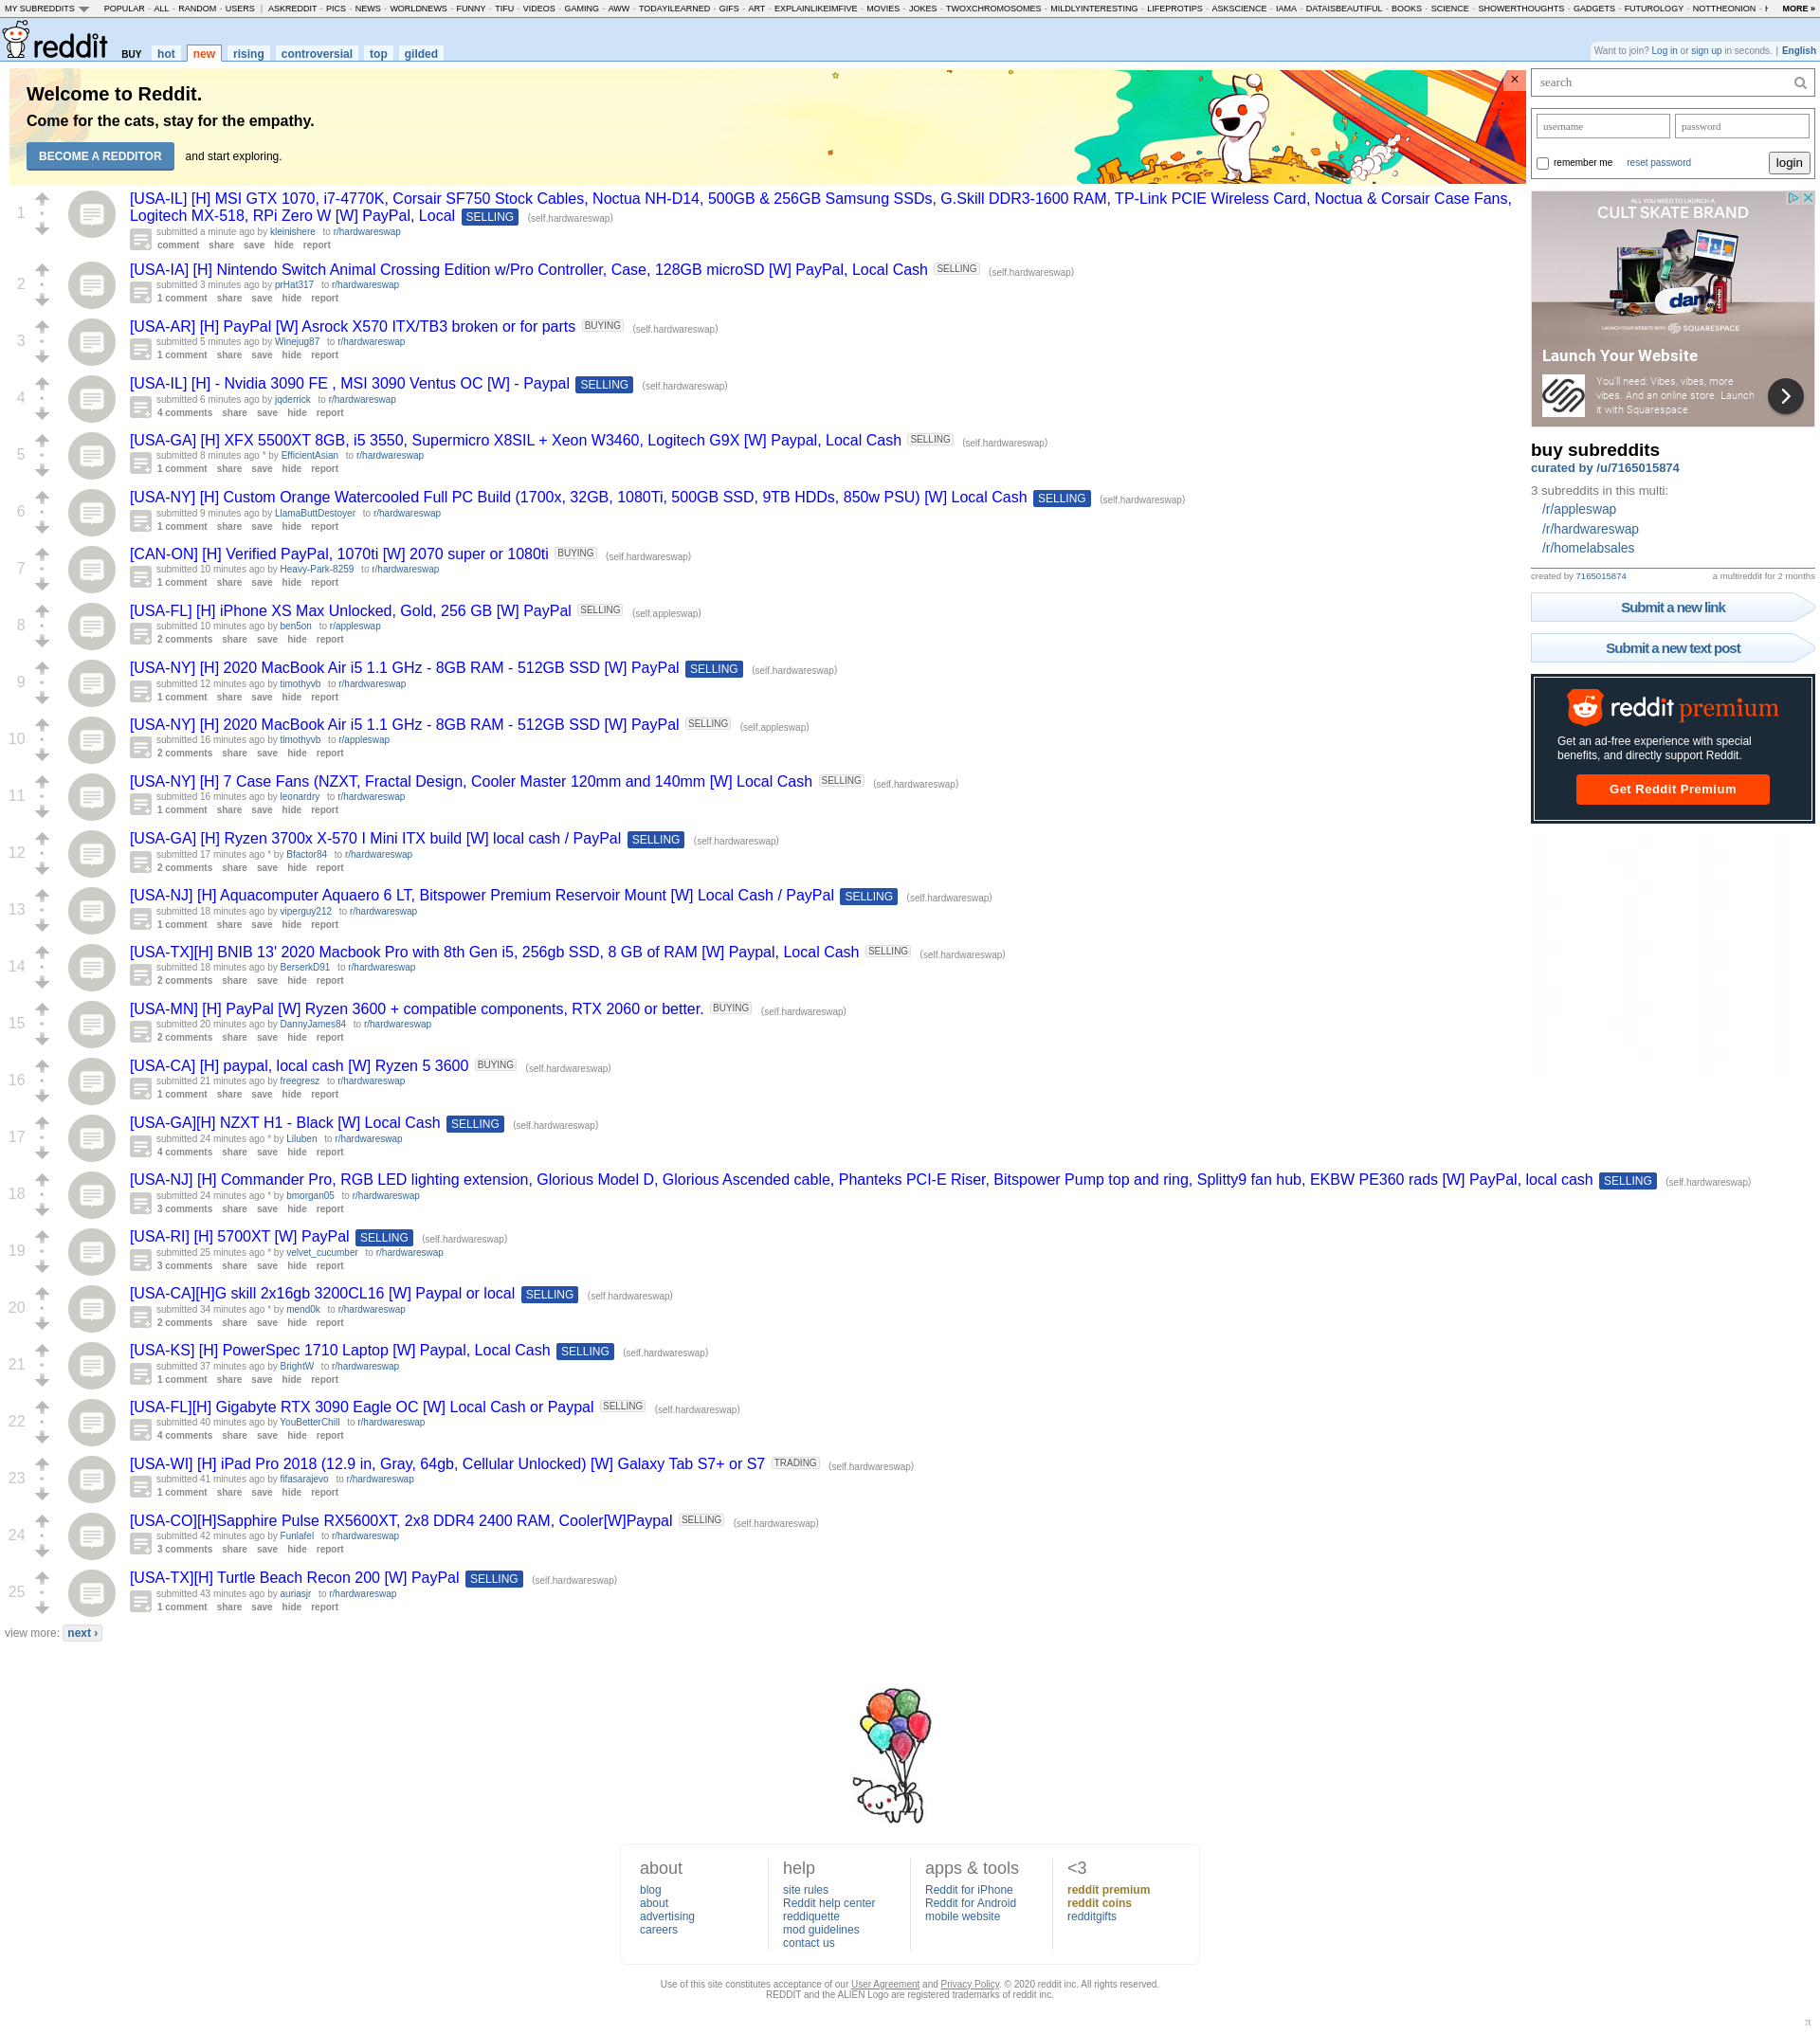 MY SUBREDDITS POPULAR - ALL - RANDOM - USERS | ASKREDDIT - PICS - NEWS - WORLDNEWS - FUNNY - TIFU - VIDEOS - GAMING - AWW - TODAYILEARNED - GIFS - ART - EXPLAINLIKEIMFIVE - MOVIES - JOKES - TWOXCHROMOSOMES - MILDLYINTERESTING - LIFEPROTIPS - ASKSCIENCE - IAMA - DATAISBEAUTIFUL - BOOKS - SCIENCE - SHOWERTHOUGHTS - GADGETS - FUTUROLOGY - NOTTHEONION - MORE »
reddit BUY hot new rising controversial top gilded
Want to join? Log in or sign up in seconds. | English
Welcome to Reddit.
Come for the cats, stay for the empathy.
BECOME A REDDITOR and start exploring.
×
1
[USA-IL] [H] MSI GTX 1070, i7-4770K, Corsair SF750 Stock Cables, Noctua NH-D14, 500GB & 256GB Samsung SSDs, G.Skill DDR3-1600 RAM, TP-Link PCIE Wireless Card, Noctua & Corsair Case Fans,
Logitech MX-518, RPi Zero W [W] PayPal, Local SELLING (self.hardwareswap)
submitted a minute ago by kleinishere to r/hardwareswap
comment share save hide report
2
[USA-IA] [H] Nintendo Switch Animal Crossing Edition w/Pro Controller, Case, 128GB microSD [W] PayPal, Local Cash SELLING (self.hardwareswap)
submitted 3 minutes ago by prHat317 to r/hardwareswap
1 comment share save hide report
3
[USA-AR] [H] PayPal [W] Asrock X570 ITX/TB3 broken or for parts BUYING (self.hardwareswap)
submitted 5 minutes ago by Winejug87 to r/hardwareswap
1 comment share save hide report
4
[USA-IL] [H] - Nvidia 3090 FE , MSI 3090 Ventus OC [W] - Paypal SELLING (self.hardwareswap)
submitted 6 minutes ago by jqderrick to r/hardwareswap
4 comments share save hide report
5
[USA-GA] [H] XFX 5500XT 8GB, i5 3550, Supermicro X8SIL + Xeon W3460, Logitech G9X [W] Paypal, Local Cash SELLING (self.hardwareswap)
submitted 8 minutes ago * by EfficientAsian to r/hardwareswap
1 comment share save hide report
6
[USA-NY] [H] Custom Orange Watercooled Full PC Build (1700x, 32GB, 1080Ti, 500GB SSD, 9TB HDDs, 850w PSU) [W] Local Cash SELLING (self.hardwareswap)
submitted 9 minutes ago by LlamaButtDestoyer to r/hardwareswap
1 comment share save hide report
7
[CAN-ON] [H] Verified PayPal, 1070ti [W] 2070 super or 1080ti BUYING (self.hardwareswap)
submitted 10 minutes ago by Heavy-Park-8259 to r/hardwareswap
1 comment share save hide report
8
[USA-FL] [H] iPhone XS Max Unlocked, Gold, 256 GB [W] PayPal SELLING (self.appleswap)
submitted 10 minutes ago by ben5on to r/appleswap
2 comments share save hide report
9
[USA-NY] [H] 2020 MacBook Air i5 1.1 GHz - 8GB RAM - 512GB SSD [W] PayPal SELLING (self.hardwareswap)
submitted 12 minutes ago by timothyvb to r/hardwareswap
1 comment share save hide report
10
[USA-NY] [H] 2020 MacBook Air i5 1.1 GHz - 8GB RAM - 512GB SSD [W] PayPal SELLING (self.appleswap)
submitted 16 minutes ago by timothyvb to r/appleswap
2 comments share save hide report
11
[USA-NY] [H] 7 Case Fans (NZXT, Fractal Design, Cooler Master 120mm and 140mm [W] Local Cash SELLING (self.hardwareswap)
submitted 16 minutes ago by leonardry to r/hardwareswap
1 comment share save hide report
12
[USA-GA] [H] Ryzen 3700x X-570 I Mini ITX build [W] local cash / PayPal SELLING (self.hardwareswap)
submitted 17 minutes ago * by Bfactor84 to r/hardwareswap
2 comments share save hide report
13
[USA-NJ] [H] Aquacomputer Aquaero 6 LT, Bitspower Premium Reservoir Mount [W] Local Cash / PayPal SELLING (self.hardwareswap)
submitted 18 minutes ago by viperguy212 to r/hardwareswap
1 comment share save hide report
14
[USA-TX][H] BNIB 13' 2020 Macbook Pro with 8th Gen i5, 256gb SSD, 8 GB of RAM [W] Paypal, Local Cash SELLING (self.hardwareswap)
submitted 18 minutes ago by BerserkD91 to r/hardwareswap
2 comments share save hide report
15
[USA-MN] [H] PayPal [W] Ryzen 3600 + compatible components, RTX 2060 or better. BUYING (self.hardwareswap)
submitted 20 minutes ago by DannyJames84 to r/hardwareswap
2 comments share save hide report
16
[USA-CA] [H] paypal, local cash [W] Ryzen 5 3600 BUYING (self.hardwareswap)
submitted 21 minutes ago by freegresz to r/hardwareswap
1 comment share save hide report
17
[USA-GA][H] NZXT H1 - Black [W] Local Cash SELLING (self.hardwareswap)
submitted 24 minutes ago * by Liluben to r/hardwareswap
4 comments share save hide report
18
[USA-NJ] [H] Commander Pro, RGB LED lighting extension, Glorious Model D, Glorious Ascended cable, Phanteks PCI-E Riser, Bitspower Pump top and ring, Splitty9 fan hub, EKBW PE360 rads [W] PayPal, local cash SELLING (self.hardwareswap)
submitted 24 minutes ago * by bmorgan05 to r/hardwareswap
3 comments share save hide report
19
[USA-RI] [H] 5700XT [W] PayPal SELLING (self.hardwareswap)
submitted 25 minutes ago * by velvet_cucumber to r/hardwareswap
3 comments share save hide report
20
[USA-CA][H]G skill 2x16gb 3200CL16 [W] Paypal or local SELLING (self.hardwareswap)
submitted 34 minutes ago * by mend0k to r/hardwareswap
2 comments share save hide report
21
[USA-KS] [H] PowerSpec 1710 Laptop [W] Paypal, Local Cash SELLING (self.hardwareswap)
submitted 37 minutes ago by BrightW to r/hardwareswap
1 comment share save hide report
22
[USA-FL][H] Gigabyte RTX 3090 Eagle OC [W] Local Cash or Paypal SELLING (self.hardwareswap)
submitted 40 minutes ago by YouBetterChill to r/hardwareswap
4 comments share save hide report
23
[USA-WI] [H] iPad Pro 2018 (12.9 in, Gray, 64gb, Cellular Unlocked) [W] Galaxy Tab S7+ or S7 TRADING (self.hardwareswap)
submitted 41 minutes ago by fifasarajevo to r/hardwareswap
1 comment share save hide report
24
[USA-CO][H]Sapphire Pulse RX5600XT, 2x8 DDR4 2400 RAM, Cooler[W]Paypal SELLING (self.hardwareswap)
submitted 42 minutes ago by Funlafel to r/hardwareswap
3 comments share save hide report
25
[USA-TX][H] Turtle Beach Recon 200 [W] PayPal SELLING (self.hardwareswap)
submitted 43 minutes ago by auriasjr to r/hardwareswap
1 comment share save hide report
view more: next ›
search
username password
remember me reset password login
ALL YOU NEED TO LAUNCH A
CULT SKATE BRAND
LAUNCH YOUR WEBSITE WITH SQUARESPACE
Launch Your Website
You'll need: Vibes, vibes, more
vibes. And an online store. Launch
it with Squarespace.
buy subreddits
curated by /u/7165015874
3 subreddits in this multi:
/r/appleswap
/r/hardwareswap
/r/homelabsales
created by 7165015874 a multireddit for 2 months
Submit a new link
Submit a new text post
reddit premium
Get an ad-free experience with special
benefits, and directly support Reddit.
Get Reddit Premium
about
blog
about
advertising
careers
help
site rules
Reddit help center
reddiquette
mod guidelines
contact us
apps & tools
Reddit for iPhone
Reddit for Android
mobile website
<3
reddit premium
reddit coins
redditgifts
Use of this site constitutes acceptance of our User Agreement and Privacy Policy. © 2020 reddit inc. All rights reserved.
REDDIT and the ALIEN Logo are registered trademarks of reddit inc.
π